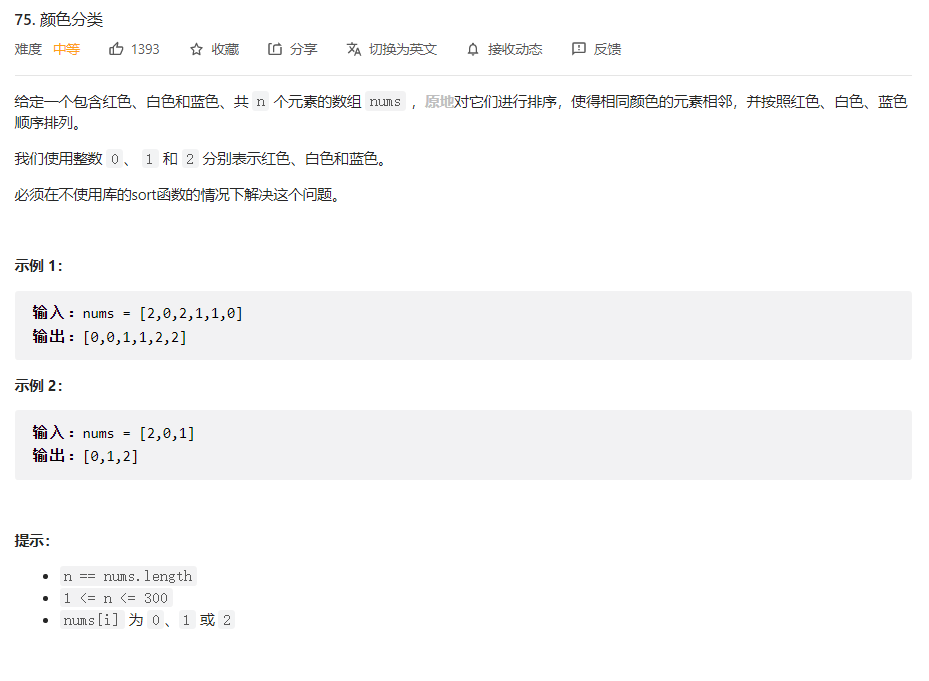 75. 颜色分类
难度 中等 1393 收藏 分享 切换为英文 接收动态 反馈
给定一个包含红色、白色和蓝色、共 n 个元素的数组 nums ，原地对它们进行排序，使得相同颜色的元素相邻，并按照红色、白色、蓝色
顺序排列。
我们使用整数 0、 1 和 2 分别表示红色、白色和蓝色。
必须在不使用库的sort函数的情况下解决这个问题。
示例 1：
输入：nums = [2,0,2,1,1,0]
输出：[0,0,1,1,2,2]
示例 2：
输入：nums = [2,0,1]
输出：[0,1,2]
提示：
n == nums.length
1 <= n <= 300
nums[i] 为 0、1 或 2